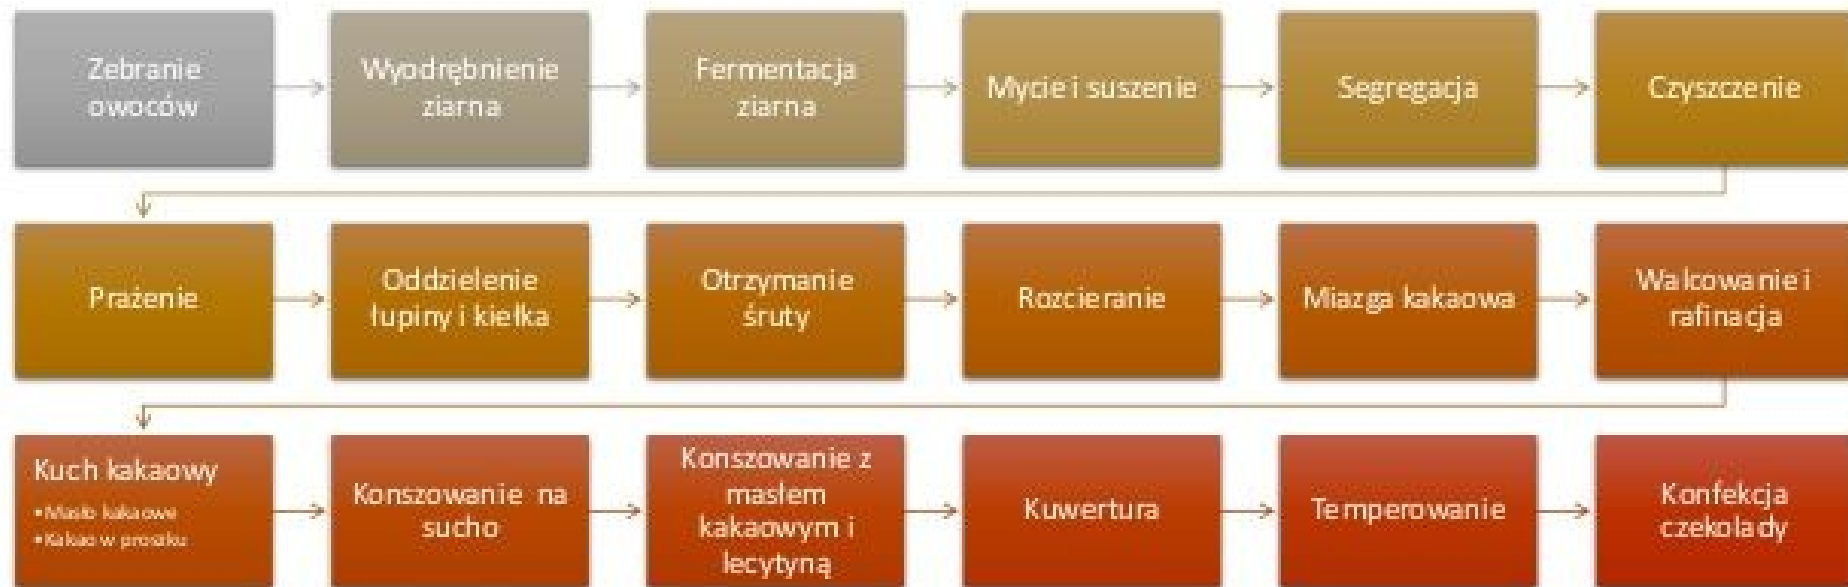 Zebranie
owoców
Wyodrębnienie
ziarna
Fermentacja
ziarna
Mycie i suszenie
Segregacja
Czyszczenie
Prażenie
Oddzielenie
łupiny i kiełka
Otrzymanie
śruty
Rozcieranie
Miazga kakaowa
Walcowanie i
rafinacja
Kuch kakaowy
•Masło kakaowe
•Kakao w proszku
Konszowanie na
sucho
Konszowanie z
masłem
kakaowym i
lecytyną
Kuwertura
Temperowanie
Konfekcja
czekolady